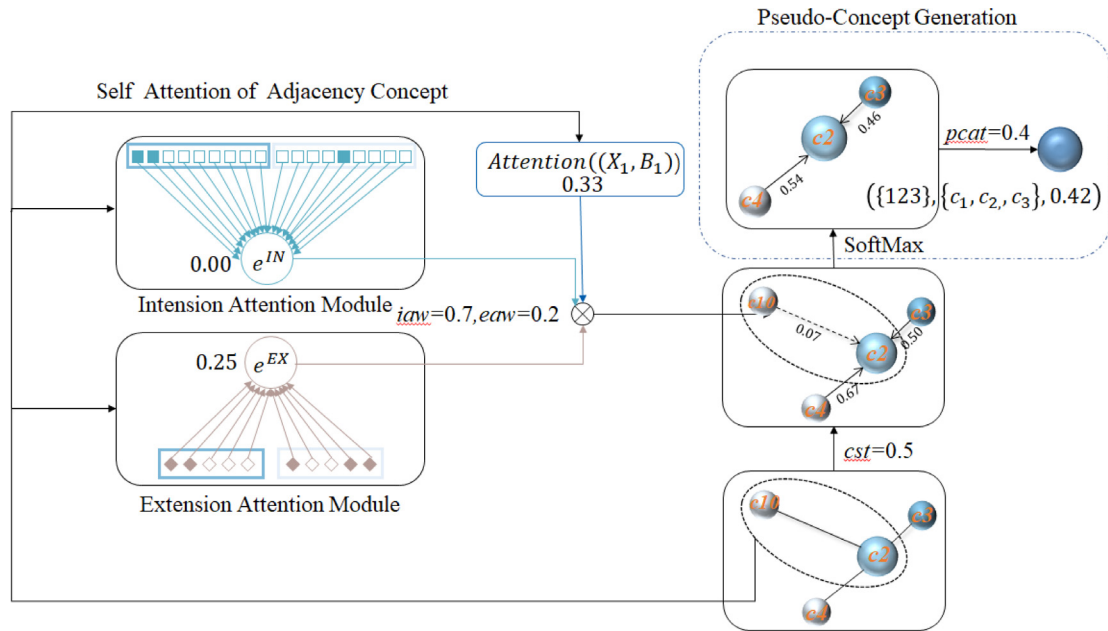 Pseudo-Concept Generation
c3
c2
0.46
0.54
c4
pcat=0.4
({123}, {c₁, c₂,, c₃}, 0.42)
Self Attention of Adjacency Concept
Attention((X₁, B₁))
0.33
0.00
e^IN
Intension Attention Module
SoftMax
iaw=0.7,eaw=0.2
c10
c3
0.07
c2
0.50
0.67
c4
0.25
e^EX
Extension Attention Module
cst=0.5
c10
c3
c2
c4